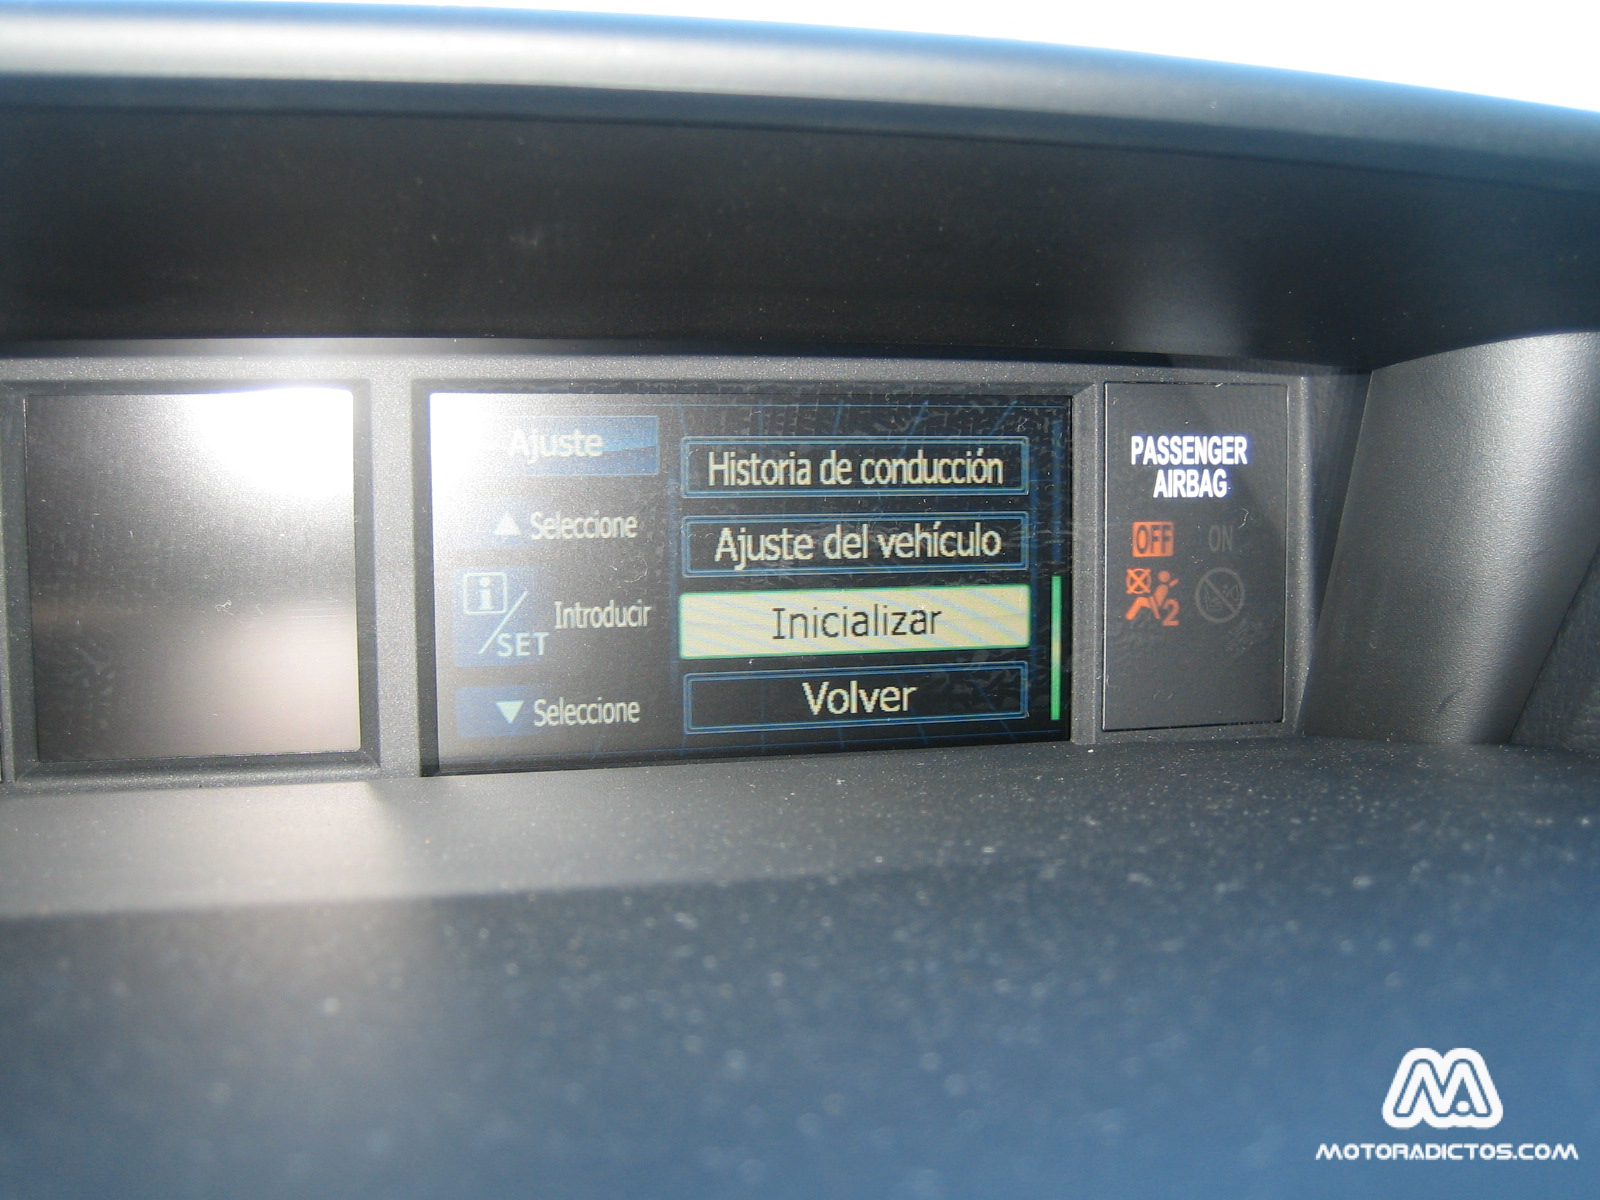 Ajuste
Seleccione
i
SET
Introducir
Seleccione
Historia de conducción
Ajuste del vehículo
Inicializar
Volver
PASSENGER
AIRBAG
OFF
ON
2
MOTORADICTOS.COM